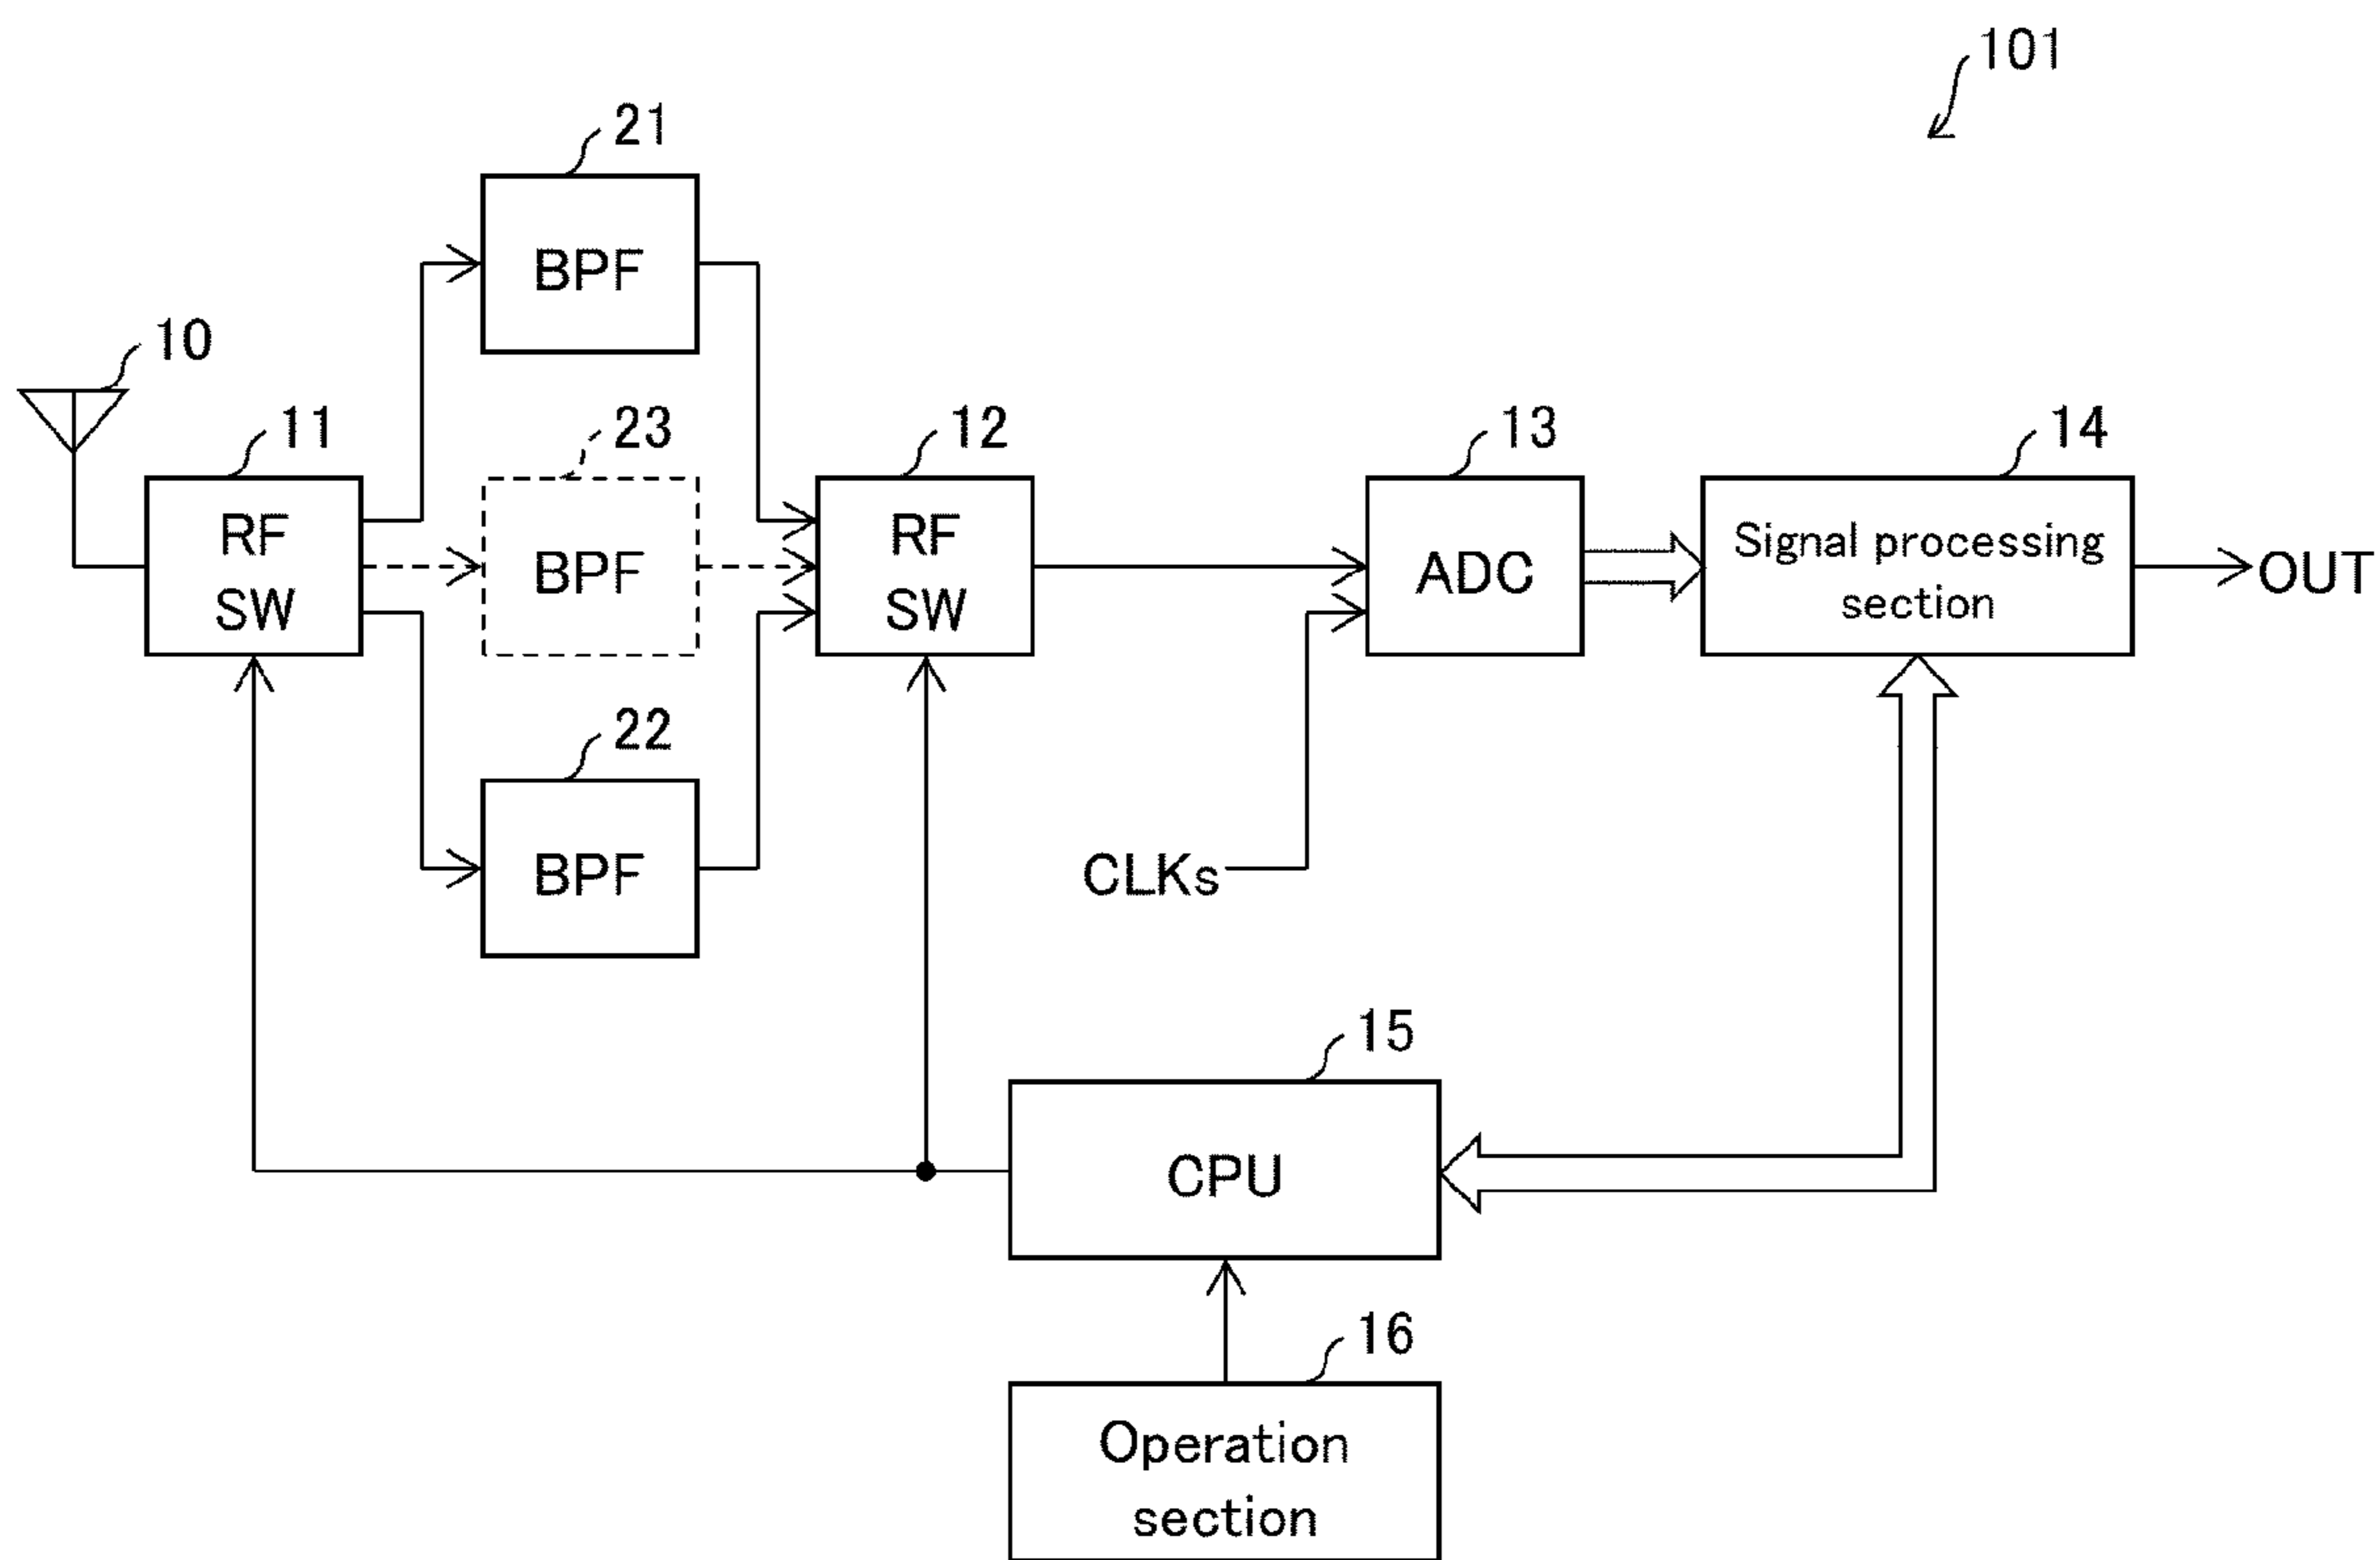 101
21
BPF
10
11
RF
SW
23
BPF
12
RF
SW
13
ADC
14
Signal processing
section
OUT
22
BPF
CLKs
15
CPU
16
Operation
section